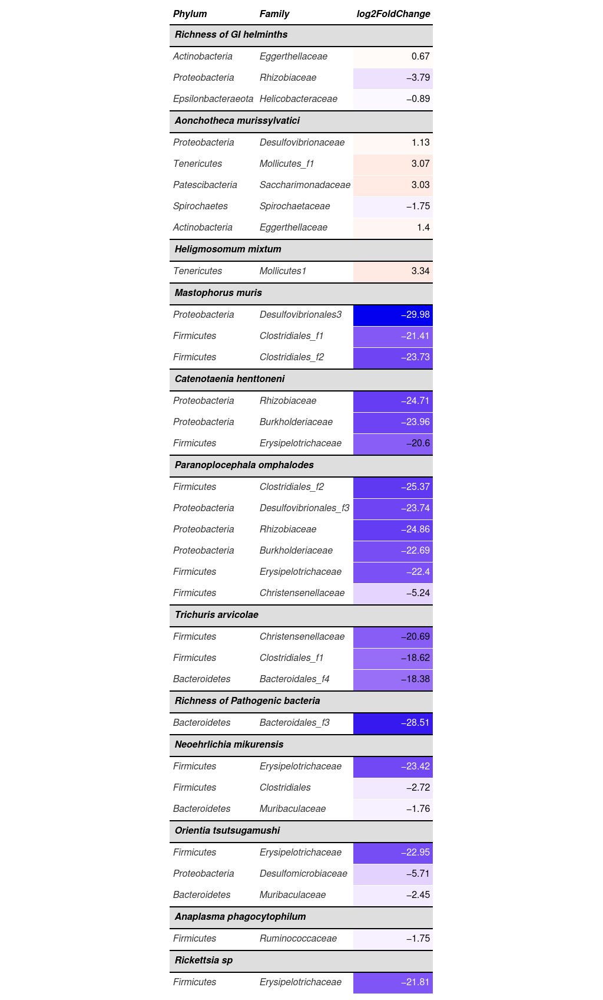 Phylum Family log2FoldChange
Richness of GI helminths
Actinobacteria Eggerthellaceae 0.67
Proteobacteria Rhizobiaceae −3.79
Epsilonbacteraeota Helicobacteraceae −0.89
Aonchotheca murissylvatici
Proteobacteria Desulfovibrionaceae 1.13
Tenericutes Mollicutes_f1 3.07
Patescibacteria Saccharimonadaceae 3.03
Spirochaetes Spirochaetaceae −1.75
Actinobacteria Eggerthellaceae 1.4
Heligmosomum mixtum
Tenericutes Mollicutes1 3.34
Mastophorus muris
Proteobacteria Desulfovibrionales3 −29.98
Firmicutes Clostridiales_f1 −21.41
Firmicutes Clostridiales_f2 −23.73
Catenotaenia henttoneni
Proteobacteria Rhizobiaceae −24.71
Proteobacteria Burkholderiaceae −23.96
Firmicutes Erysipelotrichaceae −20.6
Paranoplocephala omphalodes
Firmicutes Clostridiales_f2 −25.37
Proteobacteria Desulfovibrionales_f3 −23.74
Proteobacteria Rhizobiaceae −24.86
Proteobacteria Burkholderiaceae −22.69
Firmicutes Erysipelotrichaceae −22.4
Firmicutes Christensenellaceae −5.24
Trichuris arvicolae
Firmicutes Christensenellaceae −20.69
Firmicutes Clostridiales_f1 −18.62
Bacteroidetes Bacteroidales_f4 −18.38
Richness of Pathogenic bacteria
Bacteroidetes Bacteroidales_f3 −28.51
Neoehrlichia mikurensis
Firmicutes Erysipelotrichaceae −23.42
Firmicutes Clostridiales −2.72
Bacteroidetes Muribaculaceae −1.76
Orientia tsutsugamushi
Firmicutes Erysipelotrichaceae −22.95
Proteobacteria Desulfomicrobiaceae −5.71
Bacteroidetes Muribaculaceae −2.45
Anaplasma phagocytophilum
Firmicutes Ruminococcaceae −1.75
Rickettsia sp
Firmicutes Erysipelotrichaceae −21.81